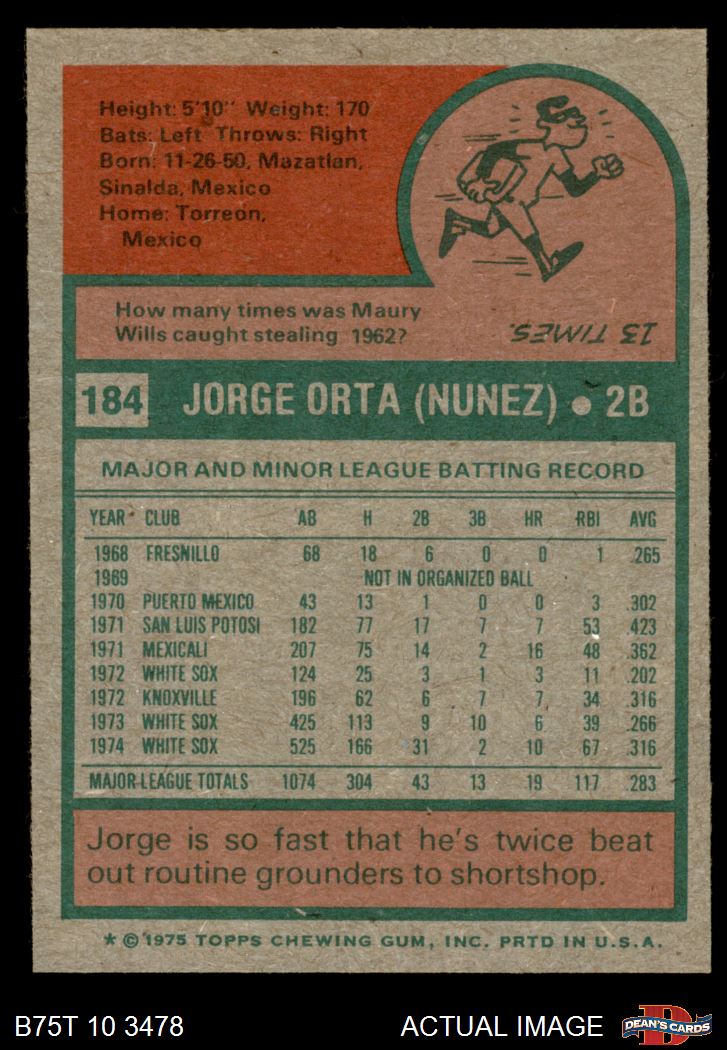 Height: 5'10" Weight: 170
Bats: Left Throws: Right
Born: 11-26-50, Mazatlan,
Sinalda, Mexico
Home: Torreon,
Mexico
How many times was Maury
Wills caught stealing 1962?
13 TIMES.
184 JORGE ORTA (NUNEZ) ● 2B
MAJOR AND MINOR LEAGUE BATTING RECORD
YEAR CLUB AB H 2B 3B HR RBI AVG
1968 FRESNILLO 68 18 6 0 0 1 .265
1969 NOT IN ORGANIZED BALL
1970 PUERTO MEXICO 43 13 1 0 0 3 .302
1971 SAN LUIS POTOSI 182 77 17 7 7 53 .423
1971 MEXICALI 207 75 14 2 16 48 .362
1972 WHITE SOX 124 25 3 1 3 11 .202
1972 KNOXVILLE 196 62 6 7 7 34 .316
1973 WHITE SOX 425 113 9 10 6 39 .266
1974 WHITE SOX 525 166 31 2 10 67 .316
MAJOR LEAGUE TOTALS 1074 304 43 13 19 117 .283
Jorge is so fast that he's twice beat
out routine grounders to shortshop.
* © 1975 TOPPS CHEWING GUM, INC. PRTD IN U.S.A.
B75T 10 3478 ACTUAL IMAGE D DEAN'S CARDS